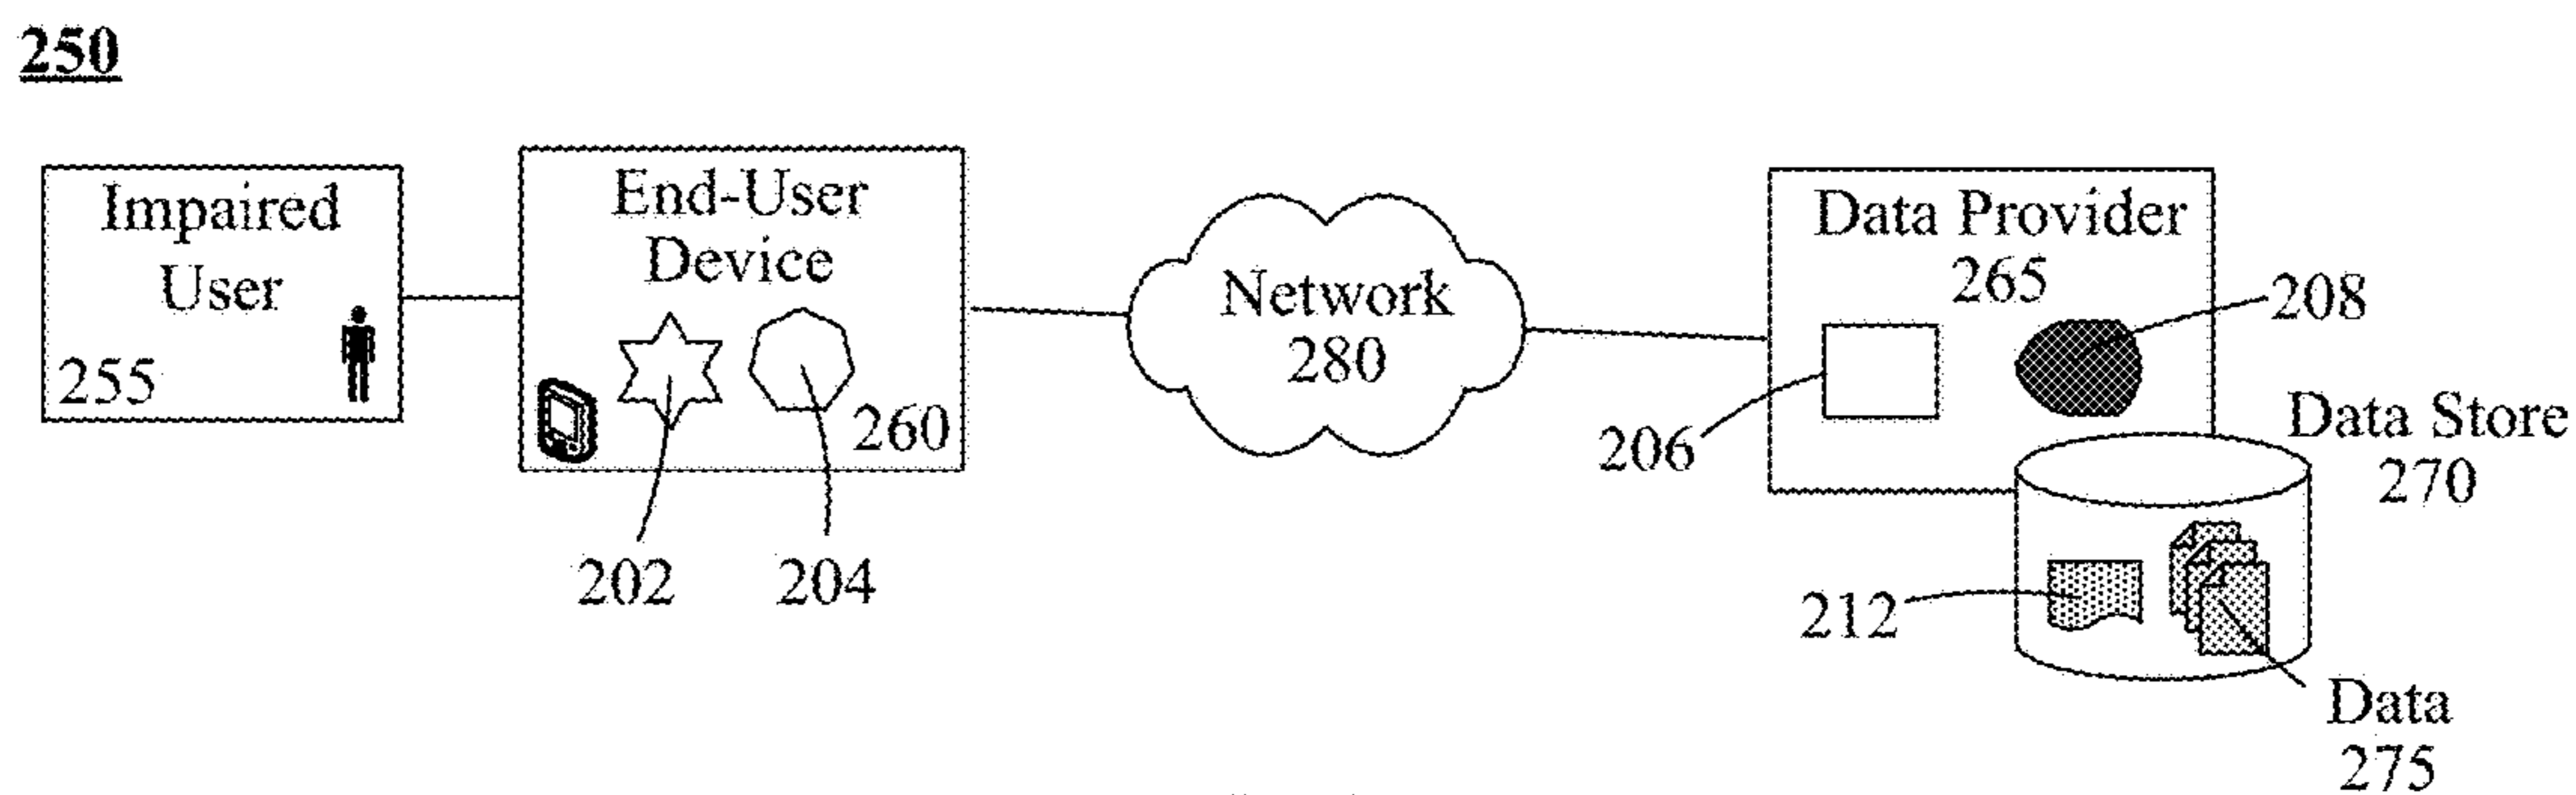 250
Impaired
User
255
End-User
Device
260
202
204
Network
280
Data Provider
265
208
206
Data Store
270
212
Data
275